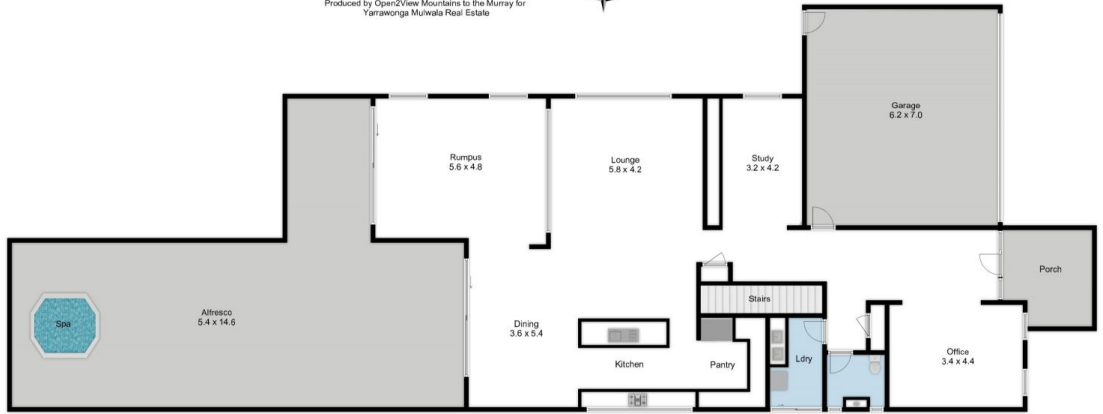 Produced by Open2View Mountains to the Murray for
Yarrawonga Mulwala Real Estate
Garage
6.2 x 7.0
Rumpus
5.6 x 4.8
Lounge
5.8 x 4.2
Study
3.2 x 4.2
Porch
Stairs
Spa
Alfresco
5.4 x 14.6
Dining
3.6 x 5.4
Kitchen
Pantry
Ldry
Office
3.4 x 4.4